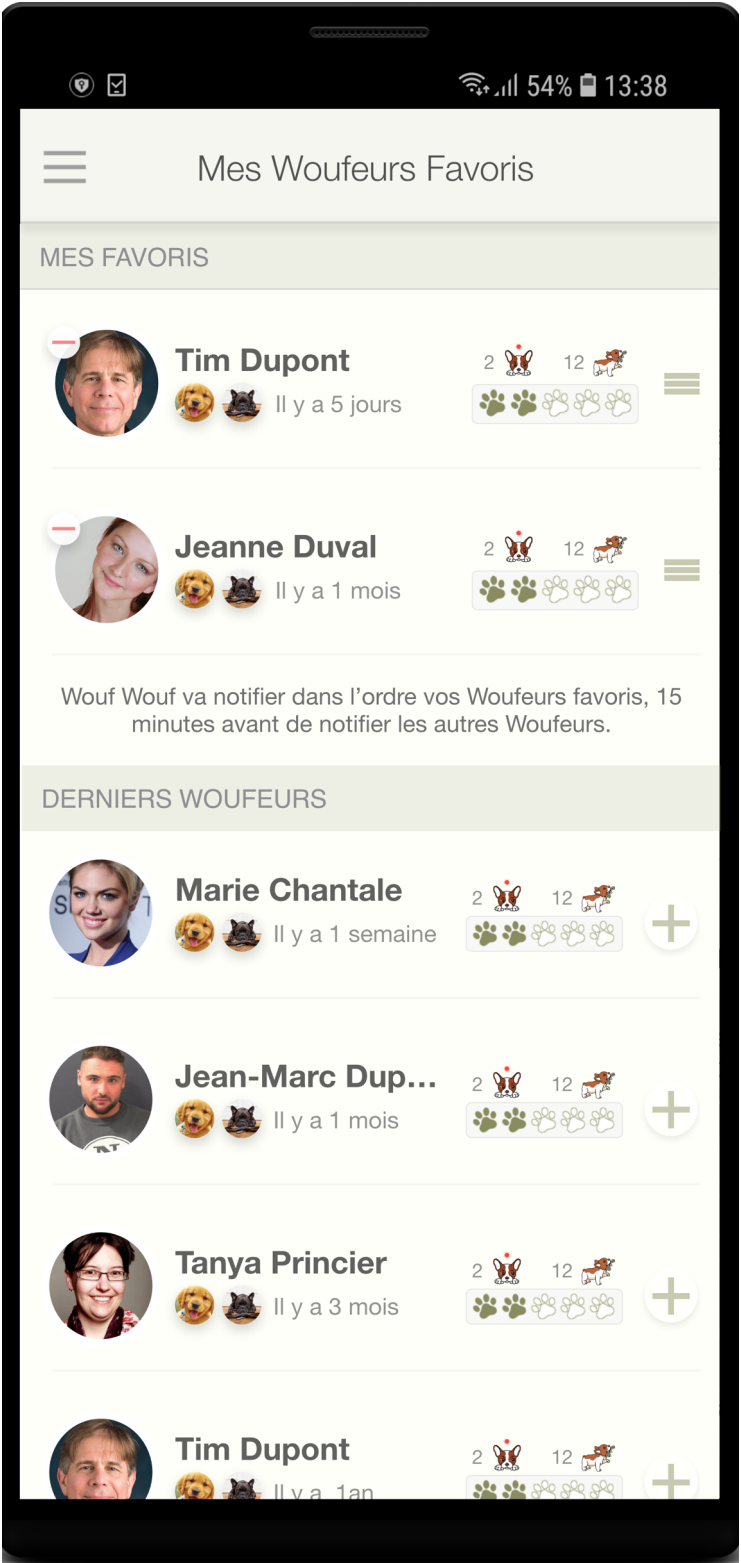 54% 13:38
Mes Woufeurs Favoris
MES FAVORIS
Tim Dupont
2 12
Il y a 5 jours
Jeanne Duval
2 12
Il y a 1 mois
Wouf Wouf va notifier dans l'ordre vos Woufeurs favoris, 15
minutes avant de notifier les autres Woufeurs.
DERNIERS WOUFEURS
Marie Chantale
2 12
Il y a 1 semaine
Jean-Marc Dup...
2 12
Il y a 1 mois
Tanya Princier
2 12
Il y a 3 mois
Tim Dupont
2 12
Il y a 1an